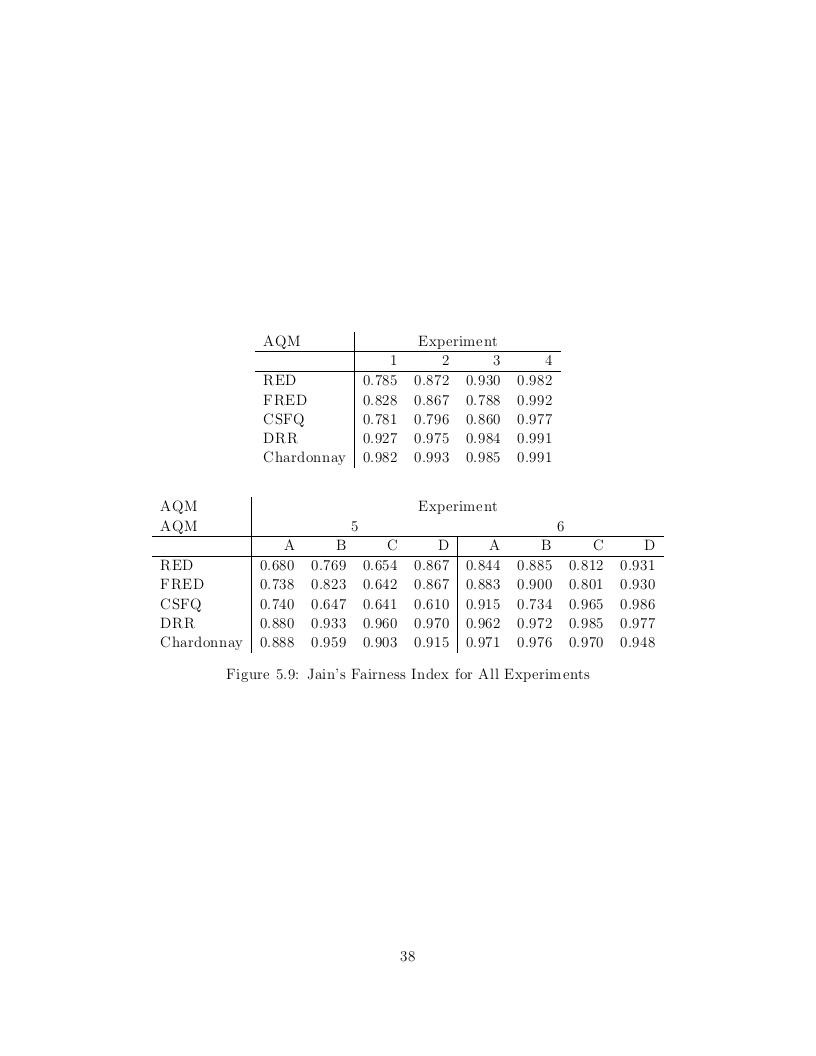 AQM Experiment
1 2 3 4
RED 0.785 0.872 0.930 0.982
FRED 0.828 0.867 0.788 0.992
CSFQ 0.781 0.796 0.860 0.977
DRR 0.927 0.975 0.984 0.991
Chardonnay 0.982 0.993 0.985 0.991
AQM Experiment
AQM 5 6
A B C D A B C D
RED 0.680 0.769 0.654 0.867 0.844 0.885 0.812 0.931
FRED 0.738 0.823 0.642 0.867 0.883 0.900 0.801 0.930
CSFQ 0.740 0.647 0.641 0.610 0.915 0.734 0.965 0.986
DRR 0.880 0.933 0.960 0.970 0.962 0.972 0.985 0.977
Chardonnay 0.888 0.959 0.903 0.915 0.971 0.976 0.970 0.948
Figure 5.9: Jain's Fairness Index for All Experiments
38